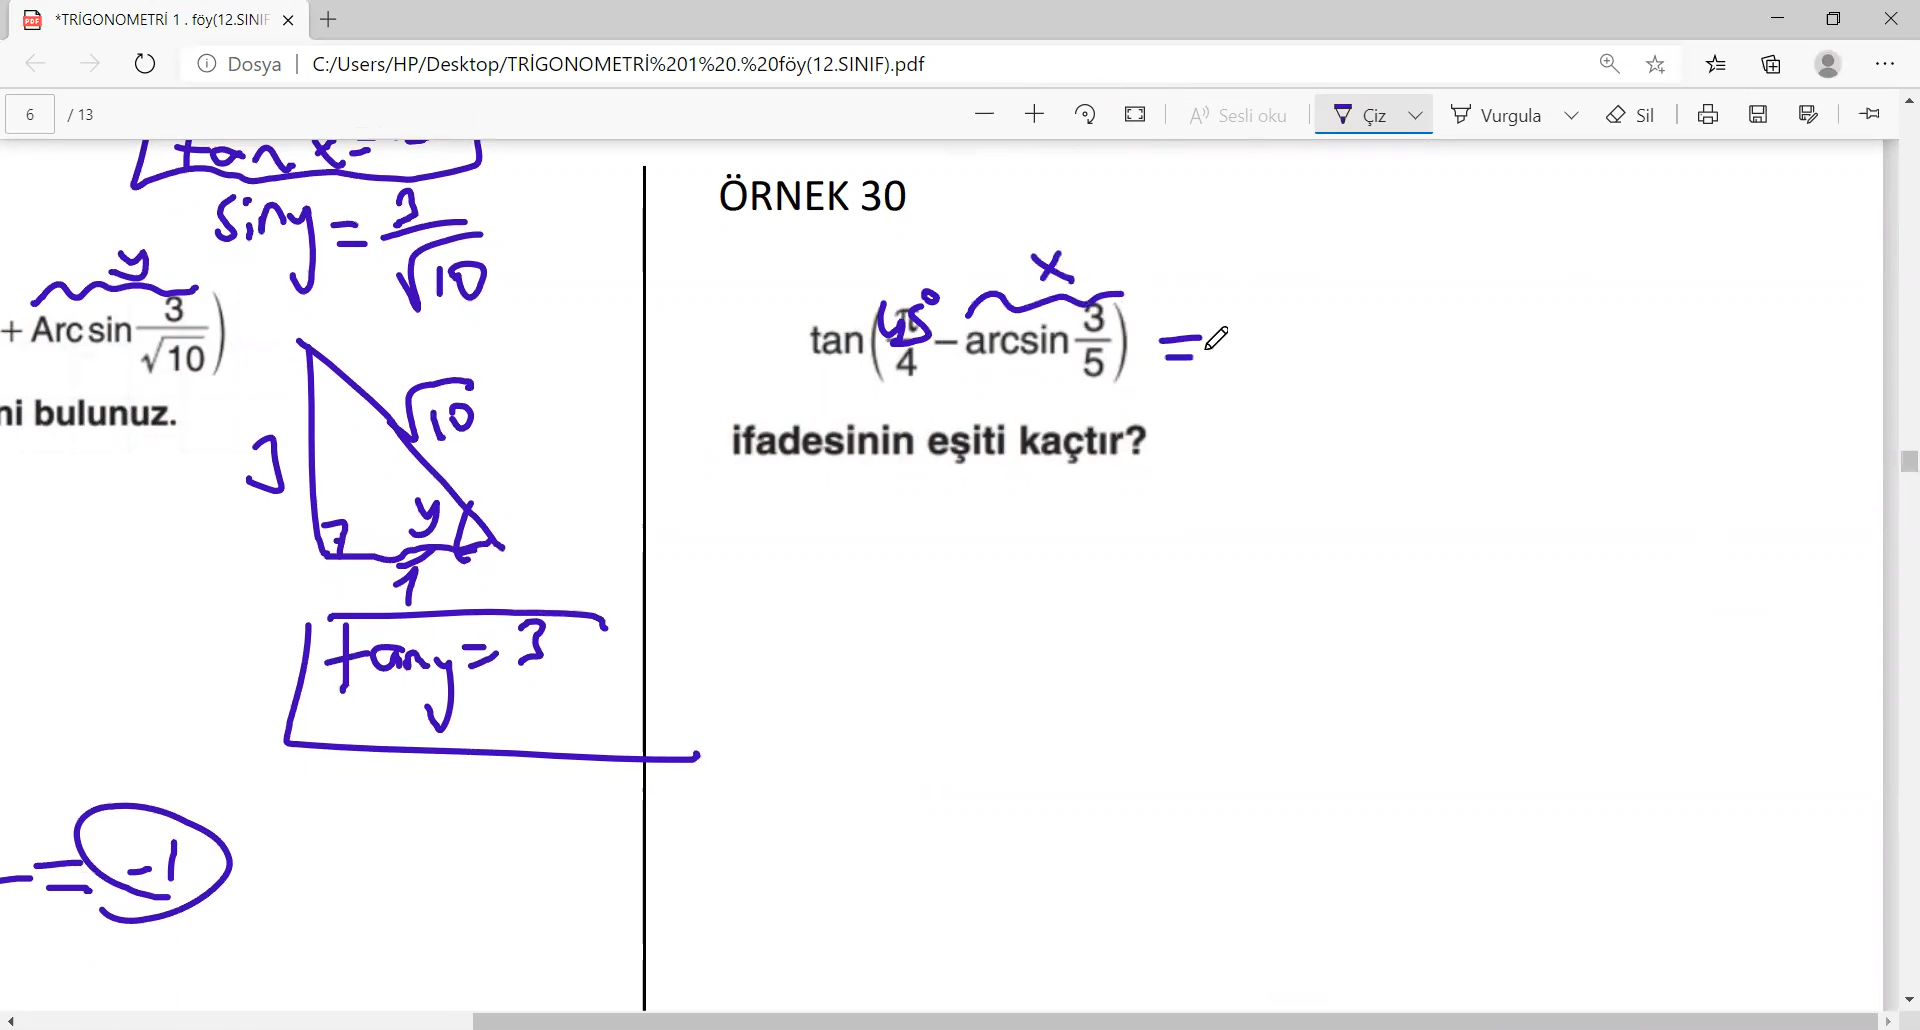 *TRİGONOMETRİ 1 . föy(12.SINIF
Dosya | C:/Users/HP/Desktop/TRİGONOMETRİ%201%20.%20föy(12.SINIF).pdf
6 / 13
Sesli oku
Çiz
Vurgula
Sil
sin y = 3/√10
y
+ Arcsin 3/√10)
ni bulunuz.
√10
3
y
1
tan y = 3
= -1
ÖRNEK 30
x
45°
tan(π/4 − arcsin 3/5) =
ifadesinin eşiti kaçtır?